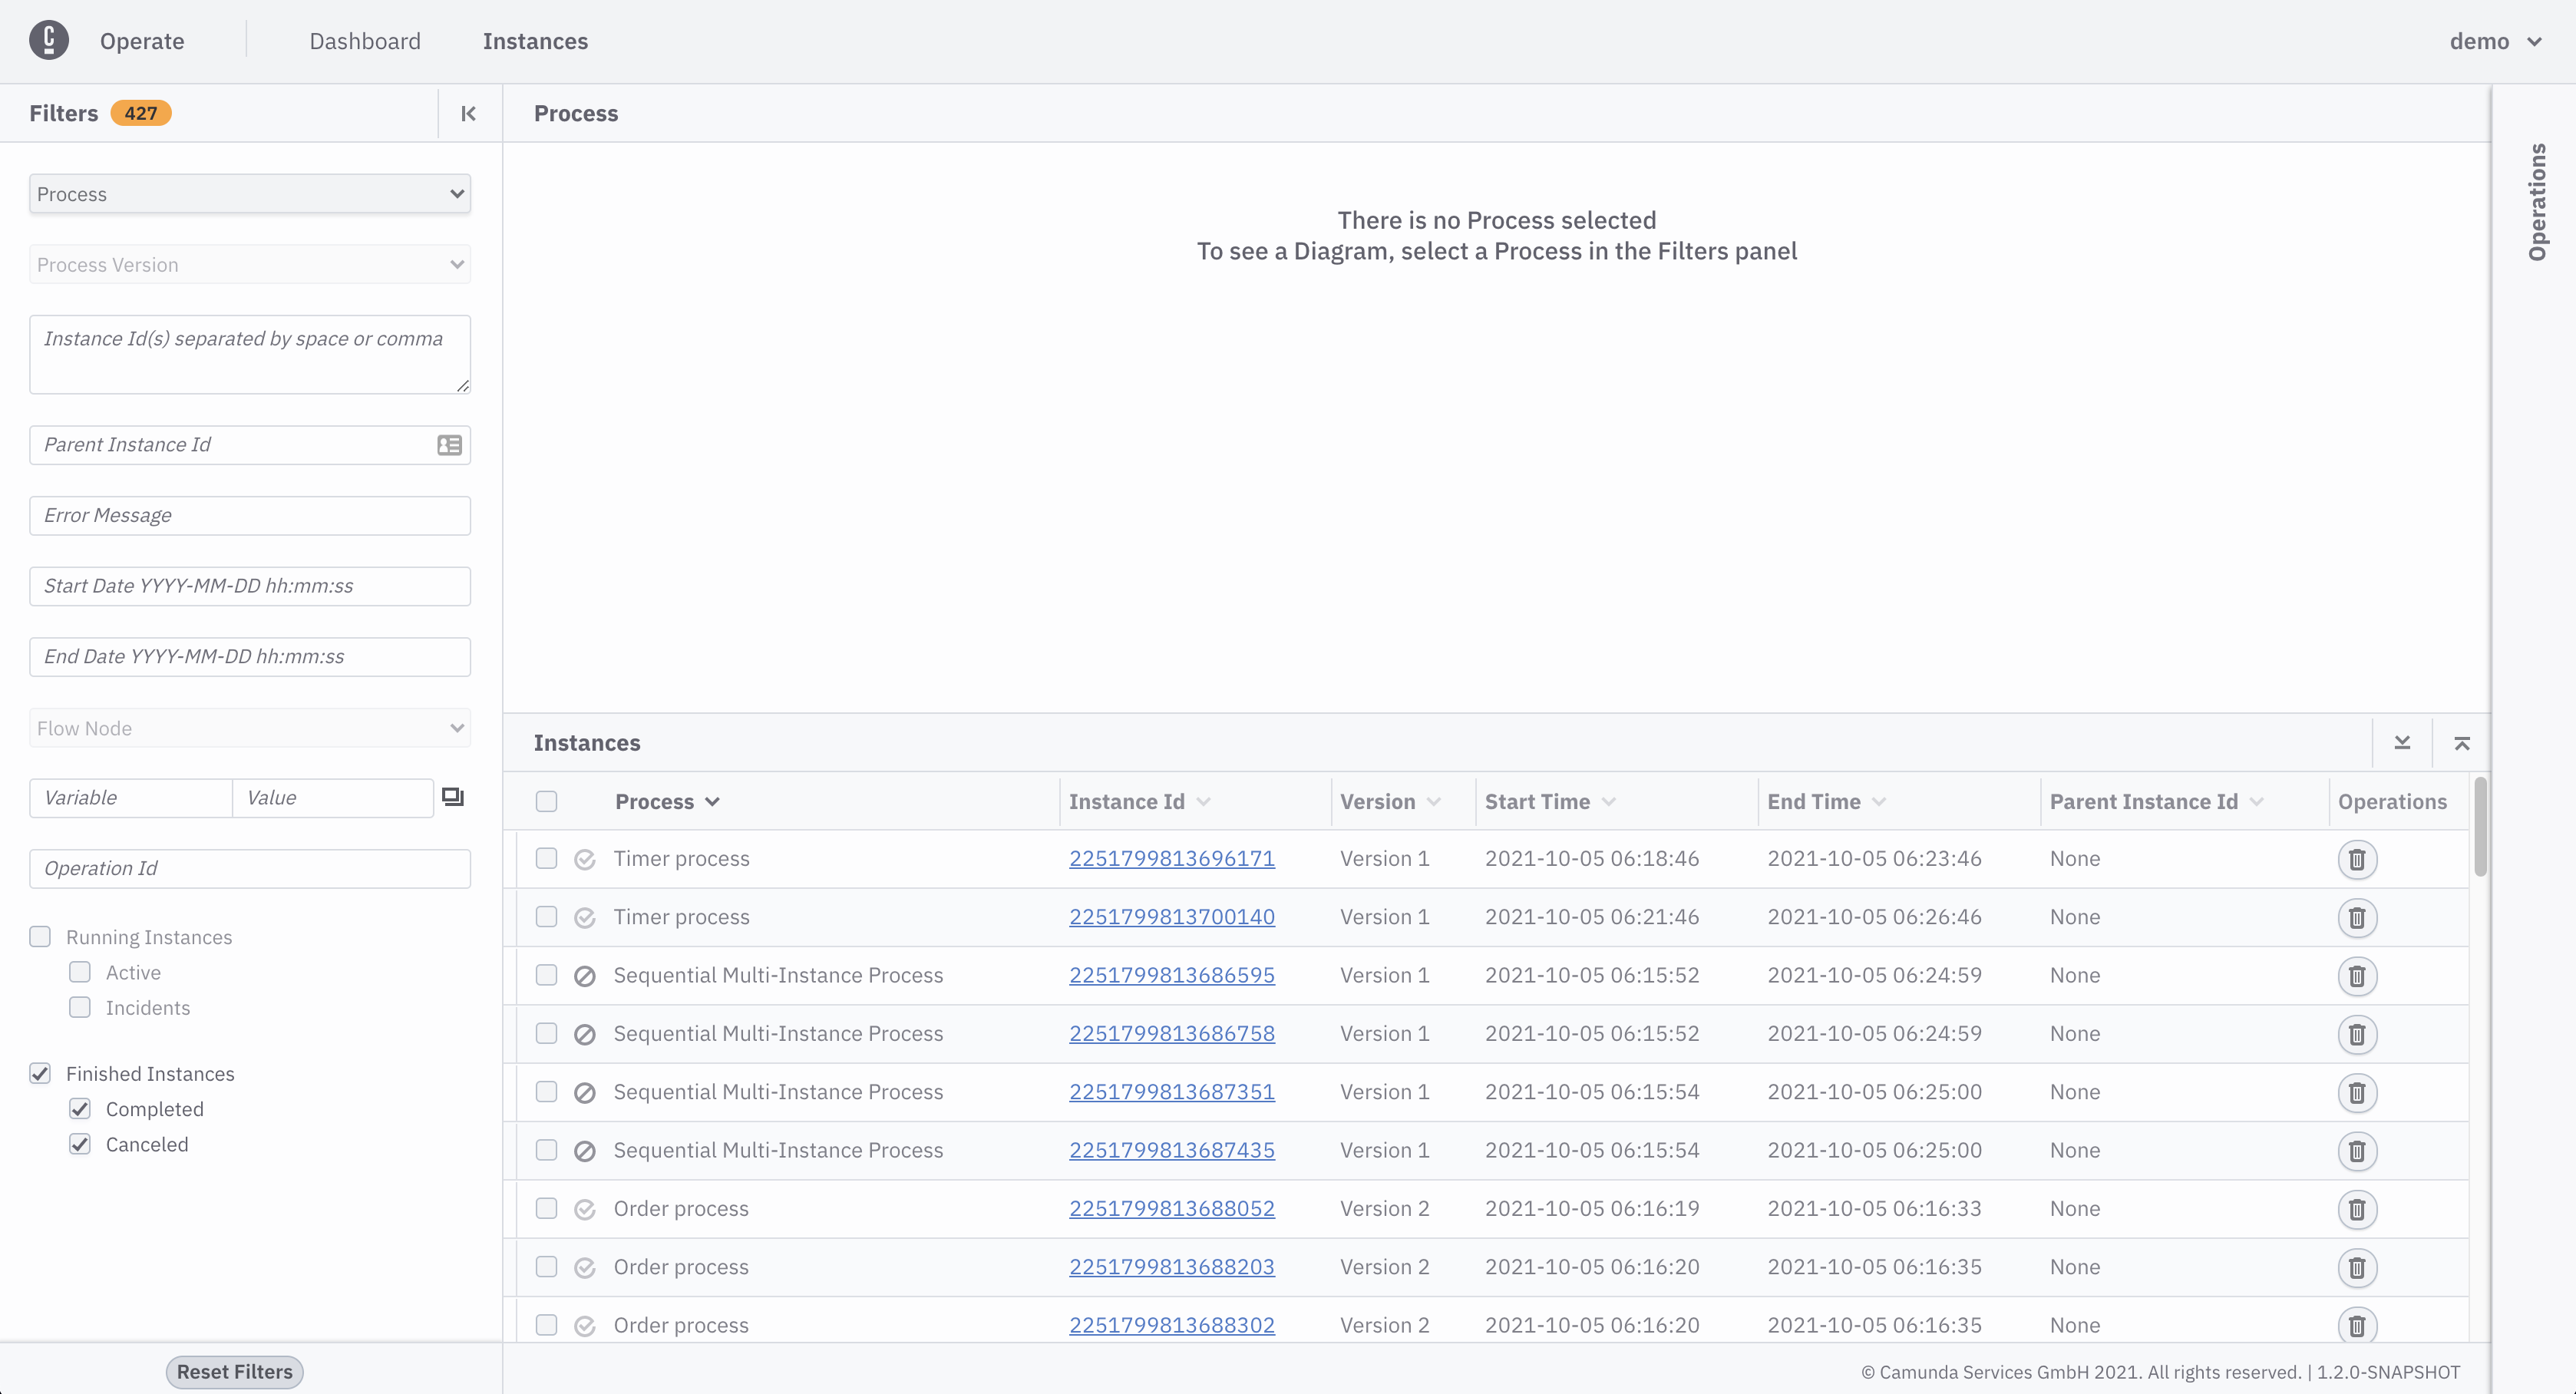 Operate
Dashboard
Instances
demo
Filters 427
Process
Process Version
Instance Id(s) separated by space or comma
Parent Instance Id
Error Message
Start Date YYYY-MM-DD hh:mm:ss
End Date YYYY-MM-DD hh:mm:ss
Flow Node
Variable Value
Operation Id
Running Instances
Active
Incidents
Finished Instances
Completed
Canceled
Reset Filters
Process
There is no Process selected
To see a Diagram, select a Process in the Filters panel
Operations
Instances
Process Instance Id Version Start Time End Time Parent Instance Id Operations
Timer process 2251799813696171 Version 1 2021-10-05 06:18:46 2021-10-05 06:23:46 None
Timer process 2251799813700140 Version 1 2021-10-05 06:21:46 2021-10-05 06:26:46 None
Sequential Multi-Instance Process 2251799813686595 Version 1 2021-10-05 06:15:52 2021-10-05 06:24:59 None
Sequential Multi-Instance Process 2251799813686758 Version 1 2021-10-05 06:15:52 2021-10-05 06:24:59 None
Sequential Multi-Instance Process 2251799813687351 Version 1 2021-10-05 06:15:54 2021-10-05 06:25:00 None
Sequential Multi-Instance Process 2251799813687435 Version 1 2021-10-05 06:15:54 2021-10-05 06:25:00 None
Order process 2251799813688052 Version 2 2021-10-05 06:16:19 2021-10-05 06:16:33 None
Order process 2251799813688203 Version 2 2021-10-05 06:16:20 2021-10-05 06:16:35 None
Order process 2251799813688302 Version 2 2021-10-05 06:16:20 2021-10-05 06:16:35 None
© Camunda Services GmbH 2021. All rights reserved. | 1.2.0-SNAPSHOT